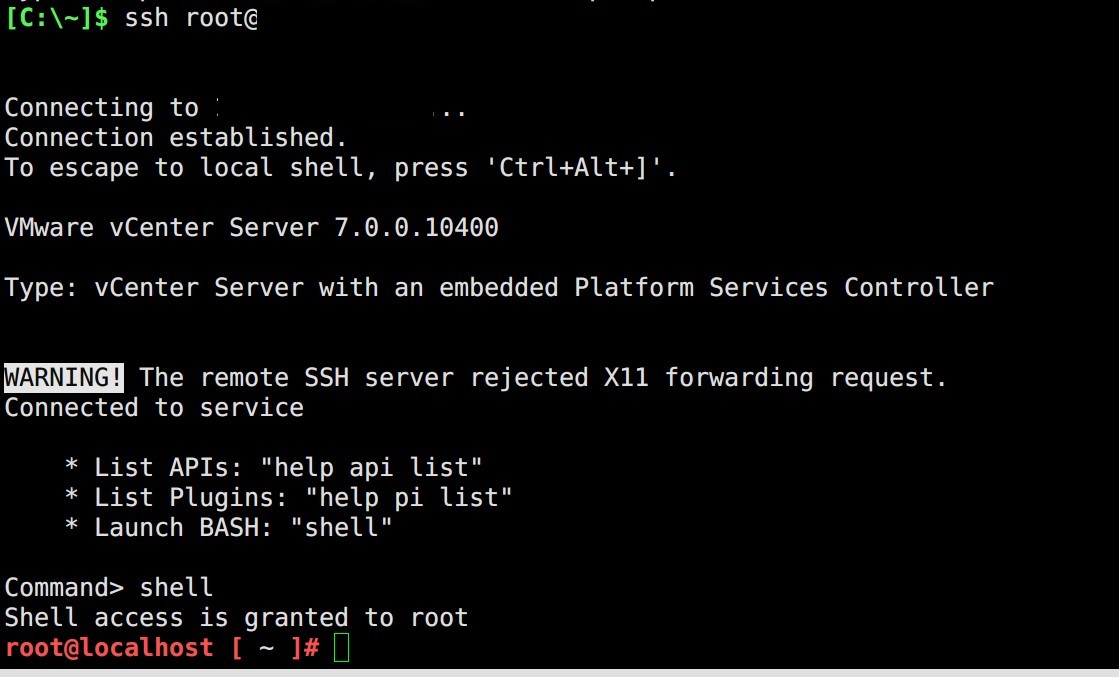 [C:\~]$ ssh root@
Connecting to ..
Connection established.
To escape to local shell, press 'Ctrl+Alt+]'.
VMware vCenter Server 7.0.0.10400
Type: vCenter Server with an embedded Platform Services Controller
WARNING! The remote SSH server rejected X11 forwarding request.
Connected to service
* List APIs: "help api list"
* List Plugins: "help pi list"
* Launch BASH: "shell"
Command> shell
Shell access is granted to root
root@localhost [ ~ ]#